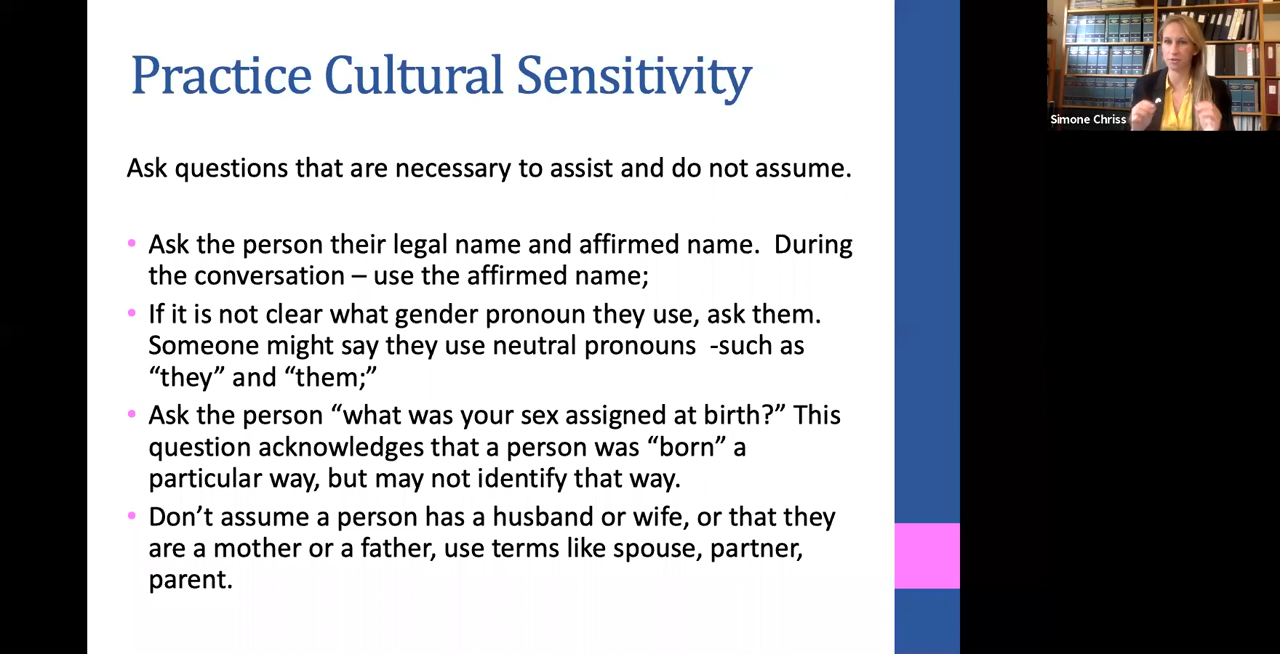 Practice Cultural Sensitivity
Ask questions that are necessary to assist and do not assume.
• Ask the person their legal name and affirmed name.  During
the conversation – use the affirmed name;
• If it is not clear what gender pronoun they use, ask them.
Someone might say they use neutral pronouns  -such as
“they” and “them;”
• Ask the person “what was your sex assigned at birth?” This
question acknowledges that a person was “born” a
particular way, but may not identify that way.
• Don’t assume a person has a husband or wife, or that they
are a mother or a father, use terms like spouse, partner,
parent.
Simone Chriss